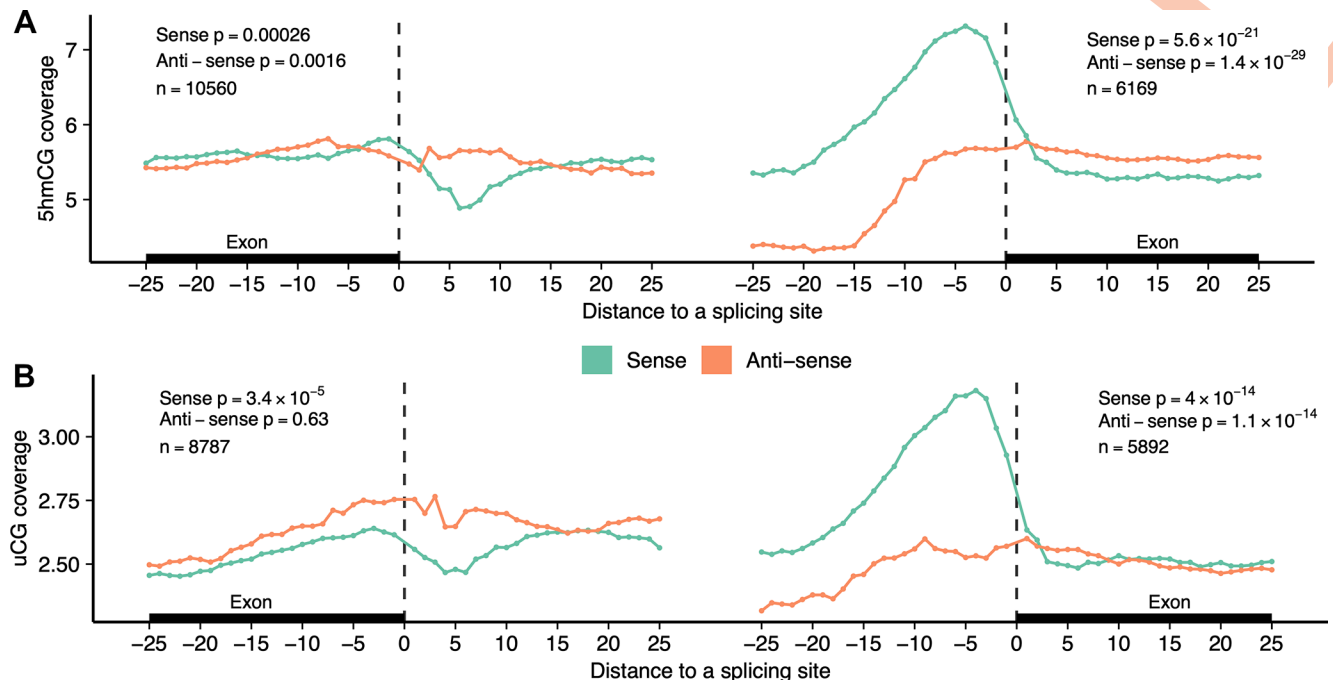 A
Sense p = 0.00026
Anti − sense p = 0.0016
n = 10560
Sense p = 5.6 × 10⁻²¹
Anti − sense p = 1.4 × 10⁻²⁹
n = 6169
5hmCG coverage
7
6
5
Exon
Exon
−25 −20 −15 −10 −5 0 5 10 15 20 25 −25 −20 −15 −10 −5 0 5 10 15 20 25
Distance to a splicing site
Sense Anti−sense
B
Sense p = 3.4 × 10⁻⁵
Anti − sense p = 0.63
n = 8787
Sense p = 4 × 10⁻¹⁴
Anti − sense p = 1.1 × 10⁻¹⁴
n = 5892
uCG coverage
3.00
2.75
2.50
Exon
Exon
−25 −20 −15 −10 −5 0 5 10 15 20 25 −25 −20 −15 −10 −5 0 5 10 15 20 25
Distance to a splicing site